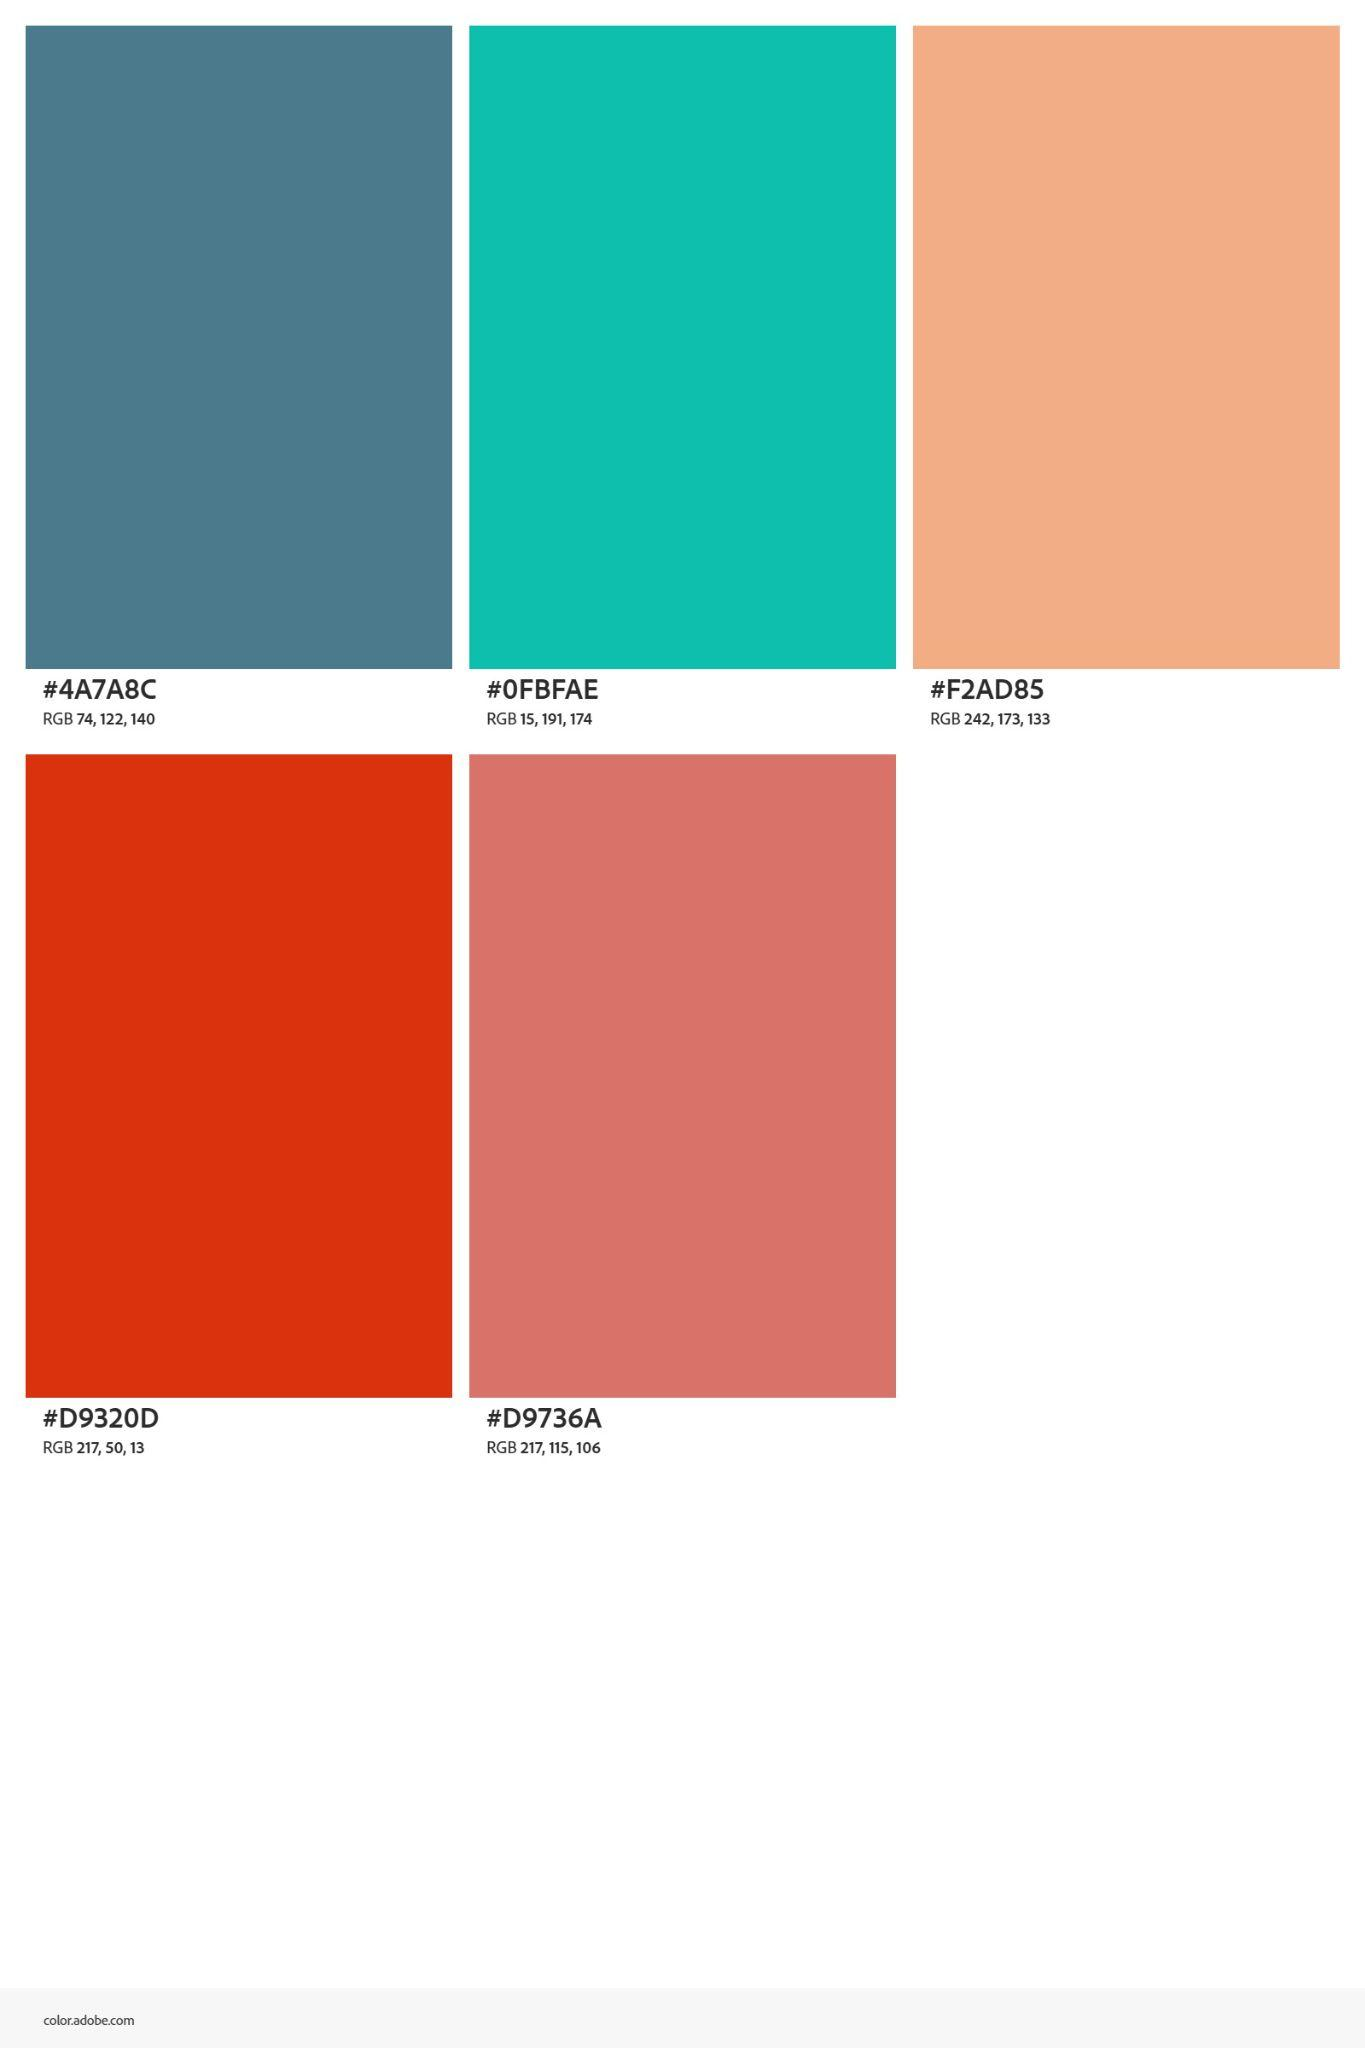 #4A7A8C
RGB 74, 122, 140
#0FBFAE
RGB 15, 191, 174
#F2AD85
RGB 242, 173, 133
#D9320D
RGB 217, 50, 13
#D9736A
RGB 217, 115, 106
color.adobe.com